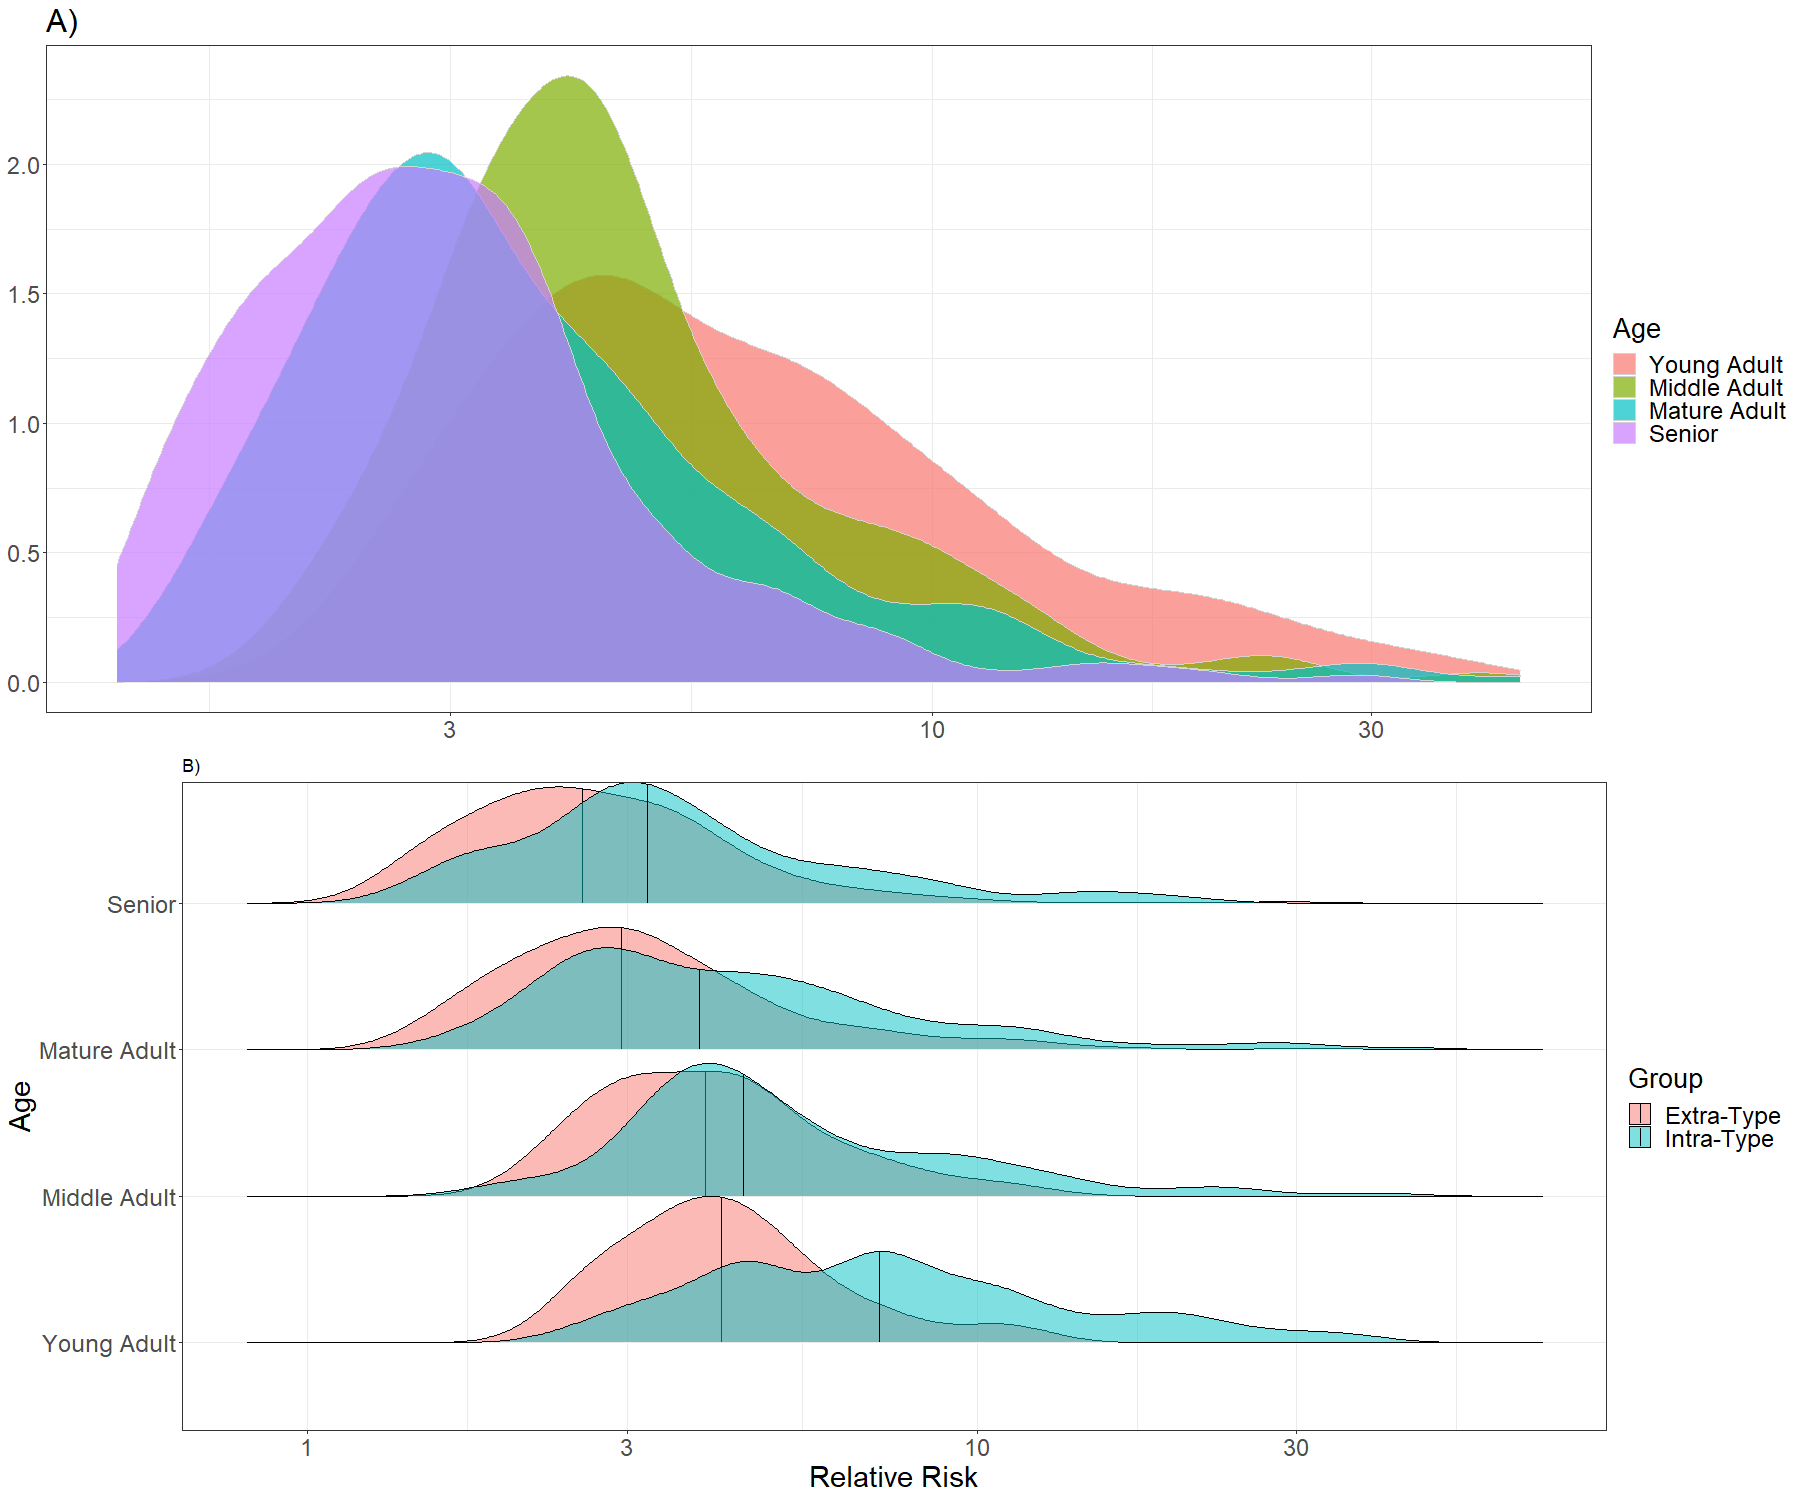 A)
2.0
1.5
1.0
0.5
0.0
3 10 30
Age
Young Adult
Middle Adult
Mature Adult
Senior
B)
Age
Senior
Mature Adult
Middle Adult
Young Adult
1 3 10 30
Relative Risk
Group
Extra-Type
Intra-Type